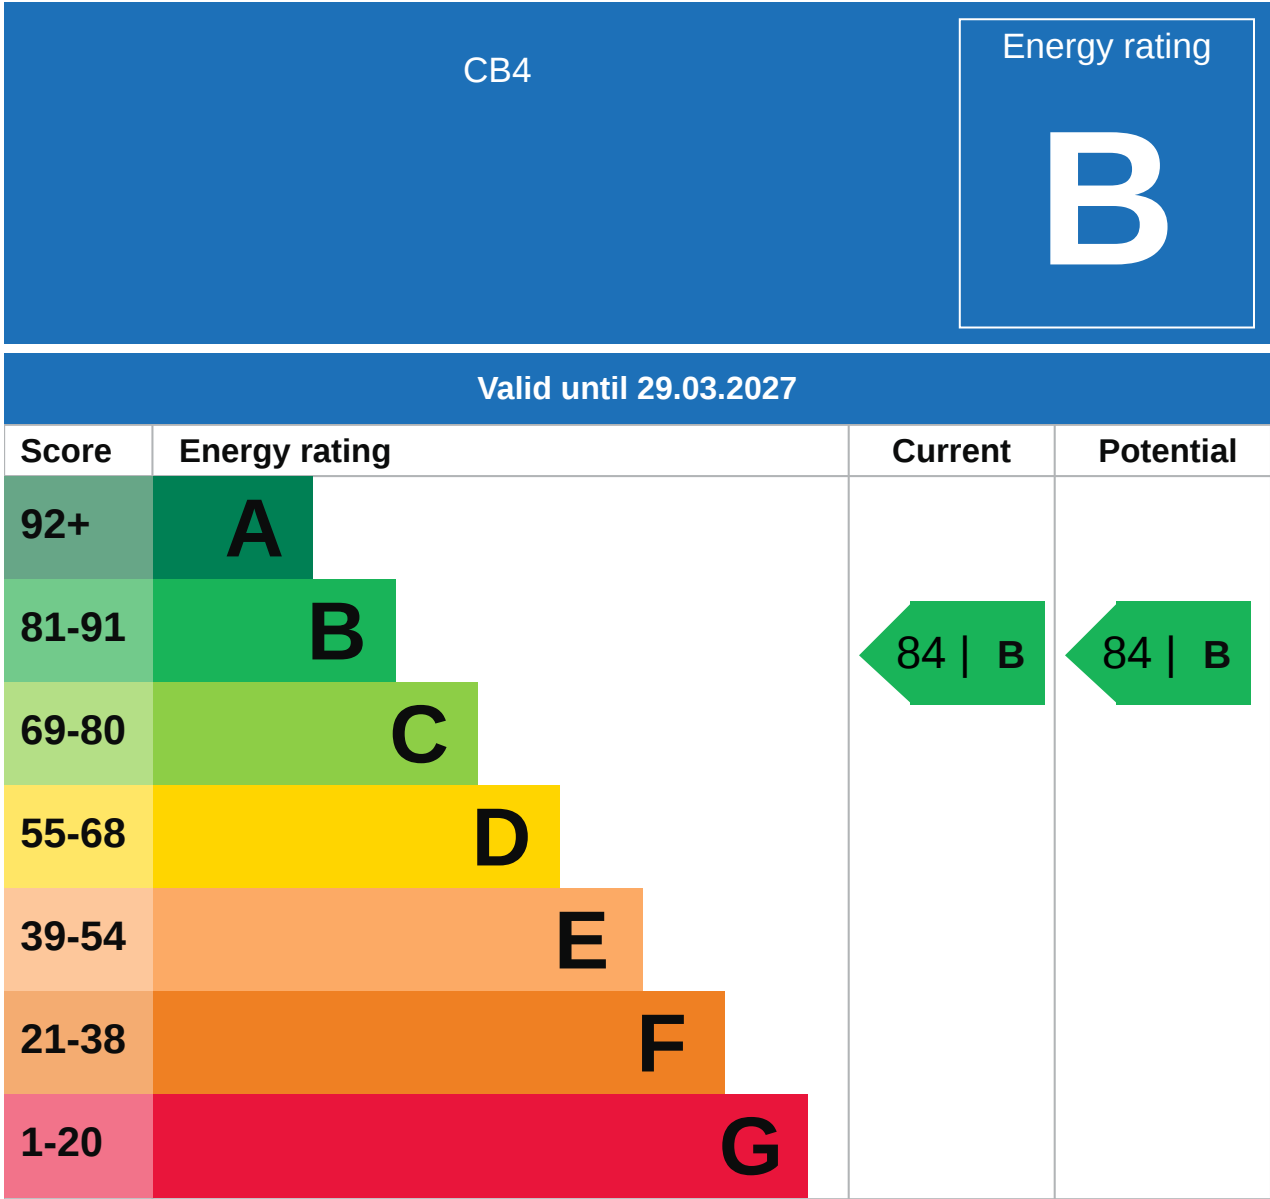 CB4
Energy rating
B
Valid until 29.03.2027
Score Energy rating Current Potential
92+ A
81-91 B 84 | B 84 | B
69-80 C
55-68 D
39-54 E
21-38 F
1-20 G